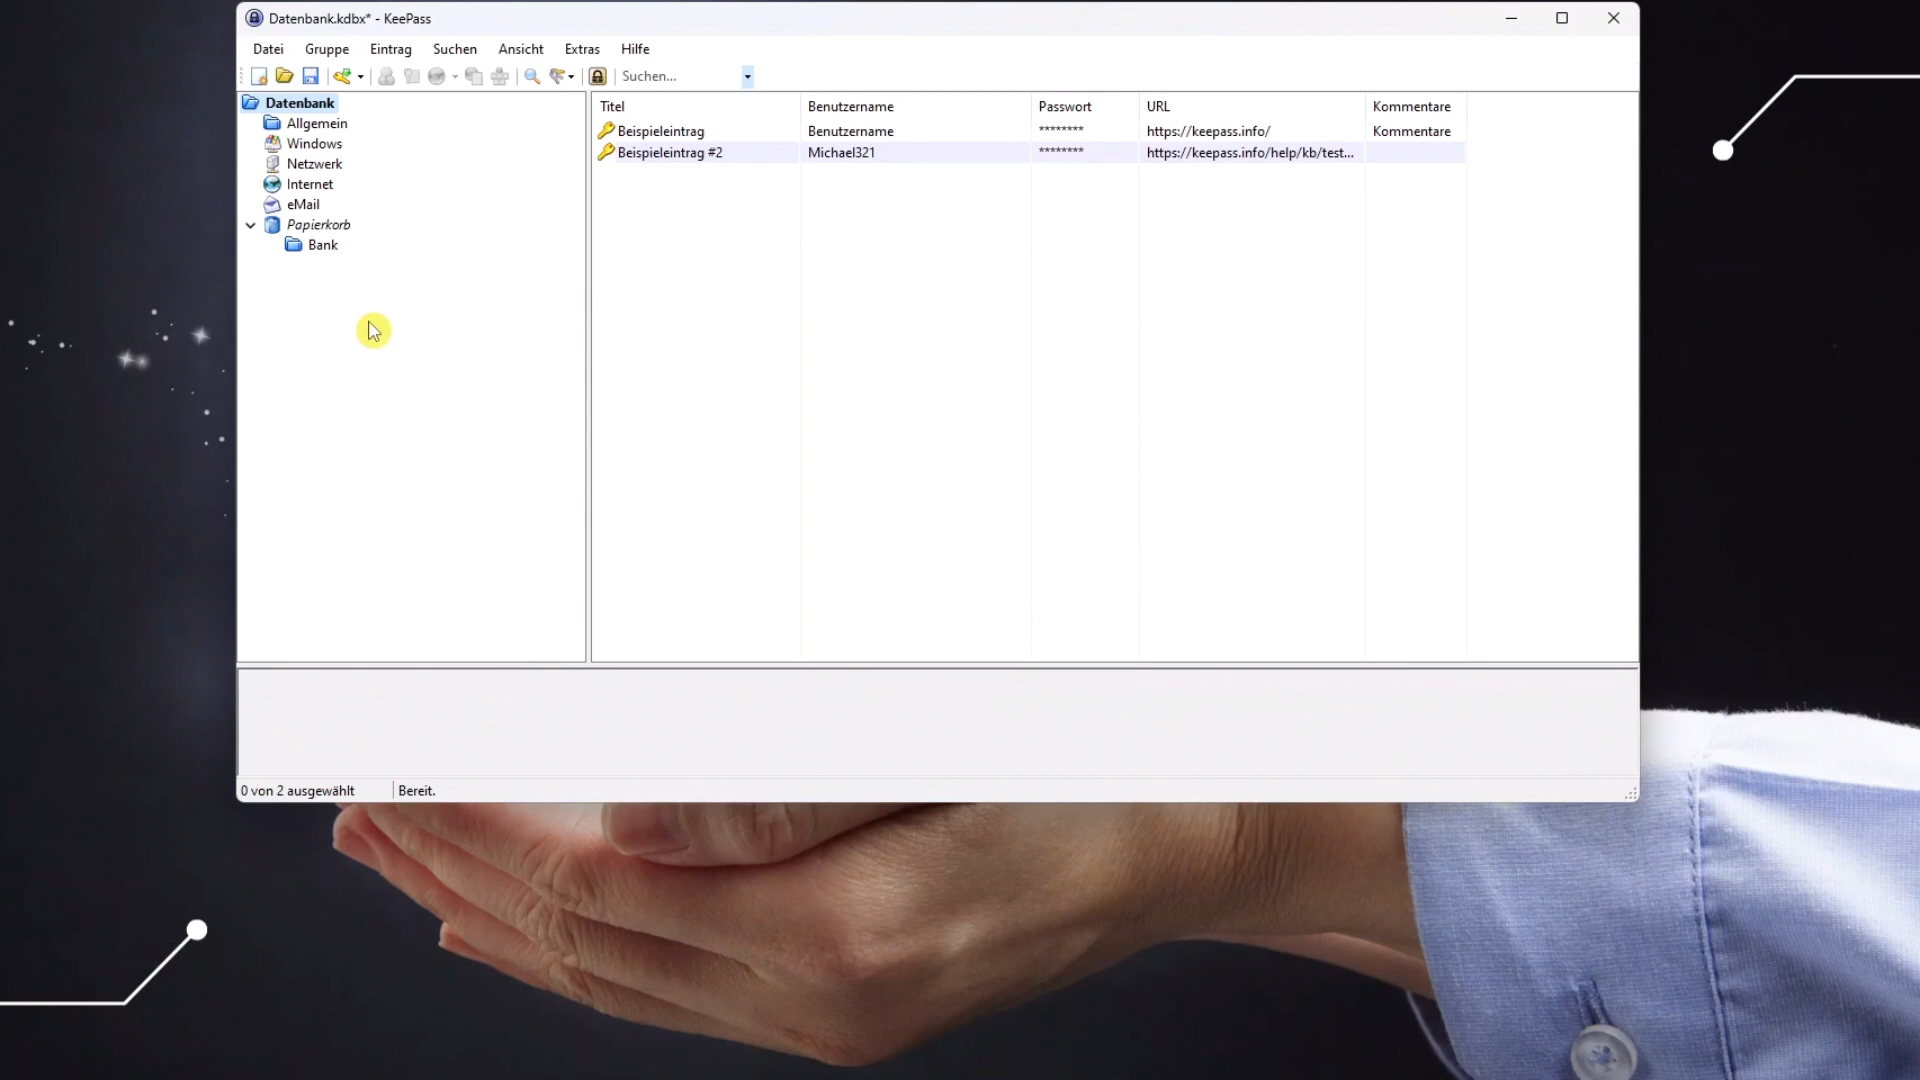 Datenbank.kdbx* - KeePass
Datei Gruppe Eintrag Suchen Ansicht Extras Hilfe
Suchen...
Datenbank
Allgemein
Windows
Netzwerk
Internet
eMail
Papierkorb
Bank
Titel Benutzername Passwort URL Kommentare
Beispieleintrag Benutzername ******** https://keepass.info/ Kommentare
Beispieleintrag #2 Michael321 ******** https://keepass.info/help/kb/test...
0 von 2 ausgewählt Bereit.